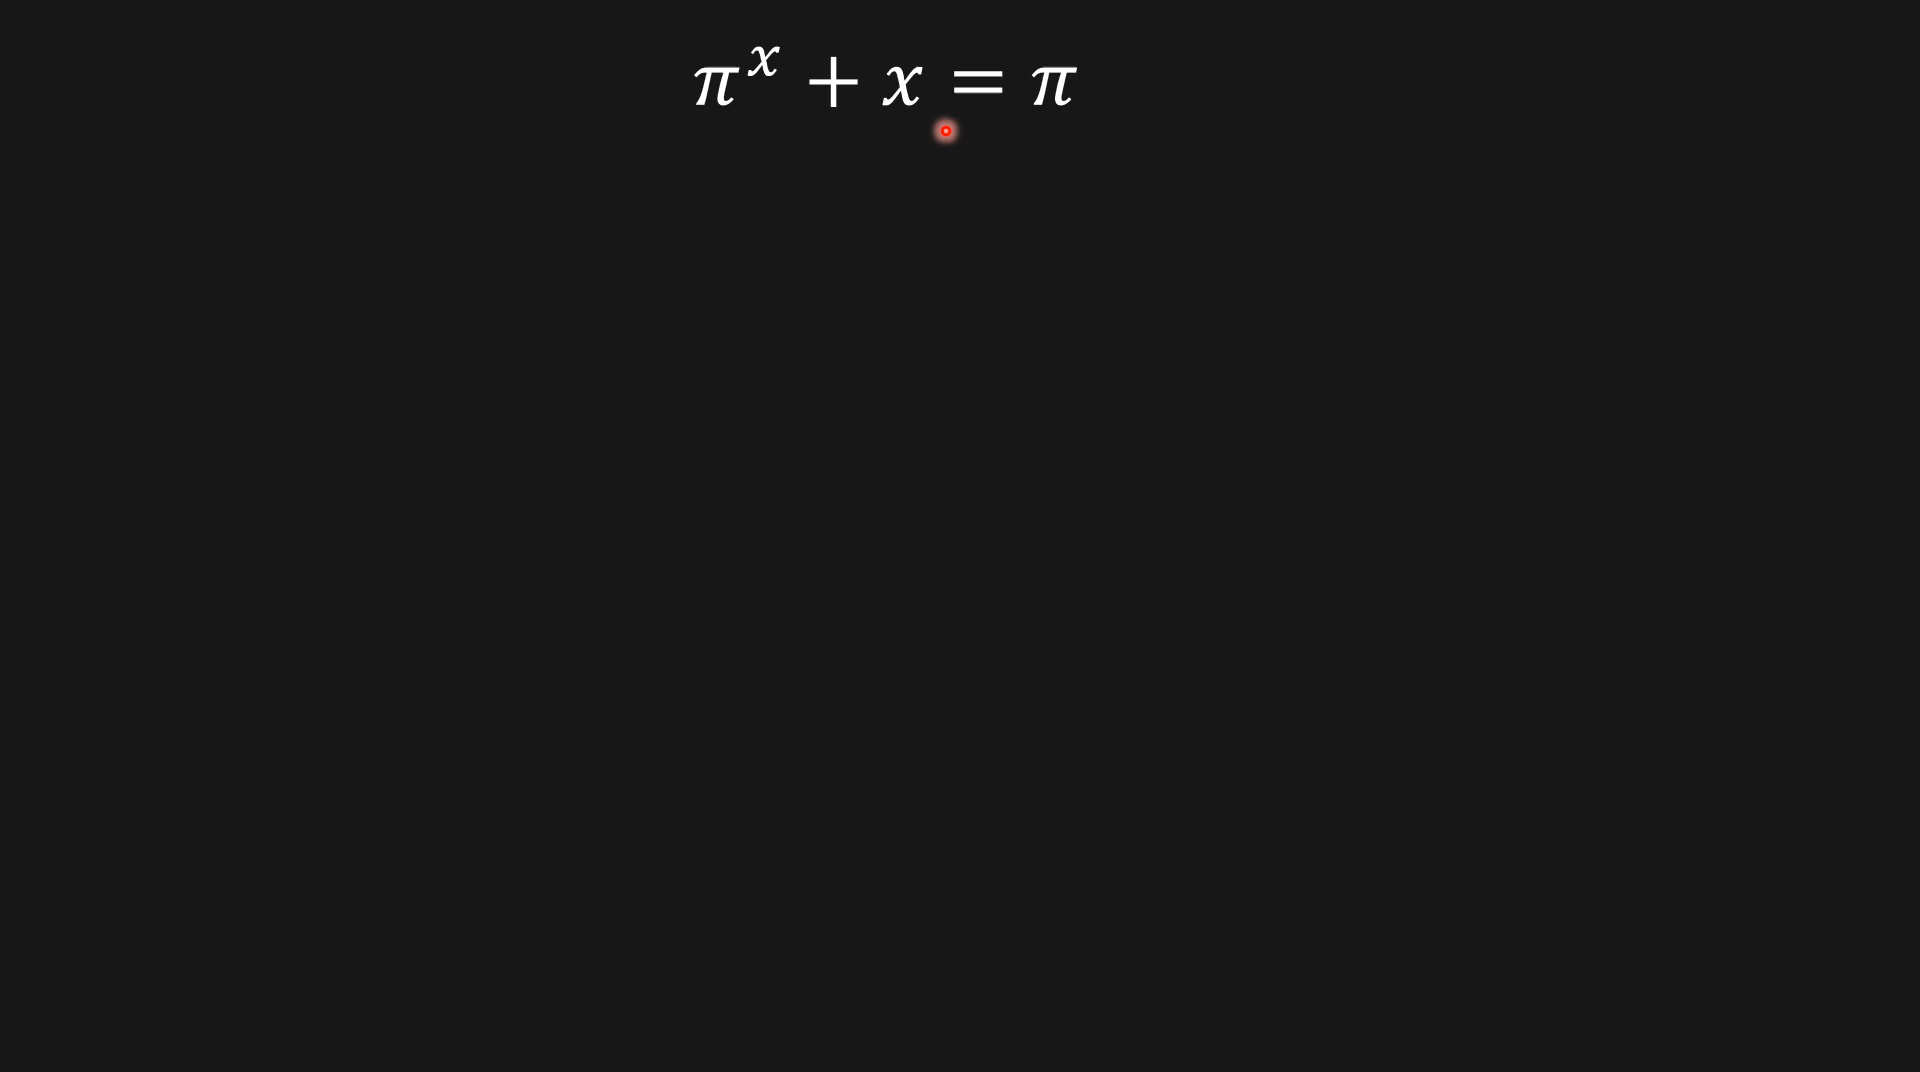 π^x + x = π